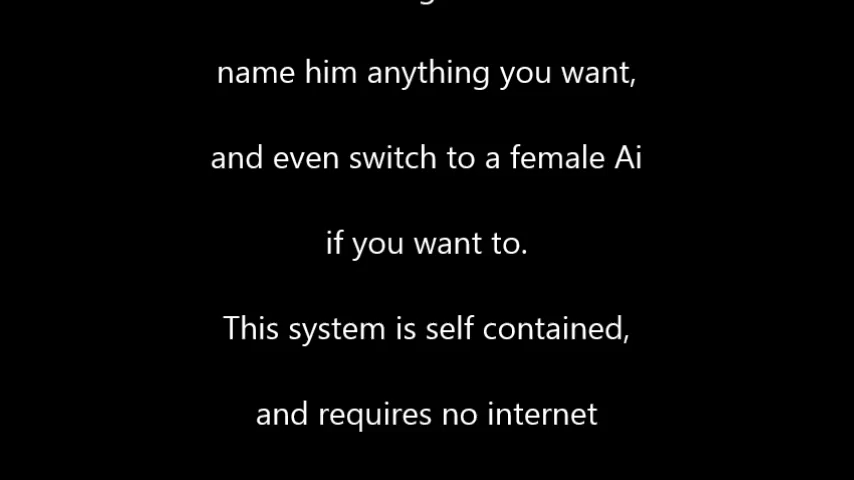 name him anything you want,
and even switch to a female Ai
if you want to.
This system is self contained,
and requires no internet